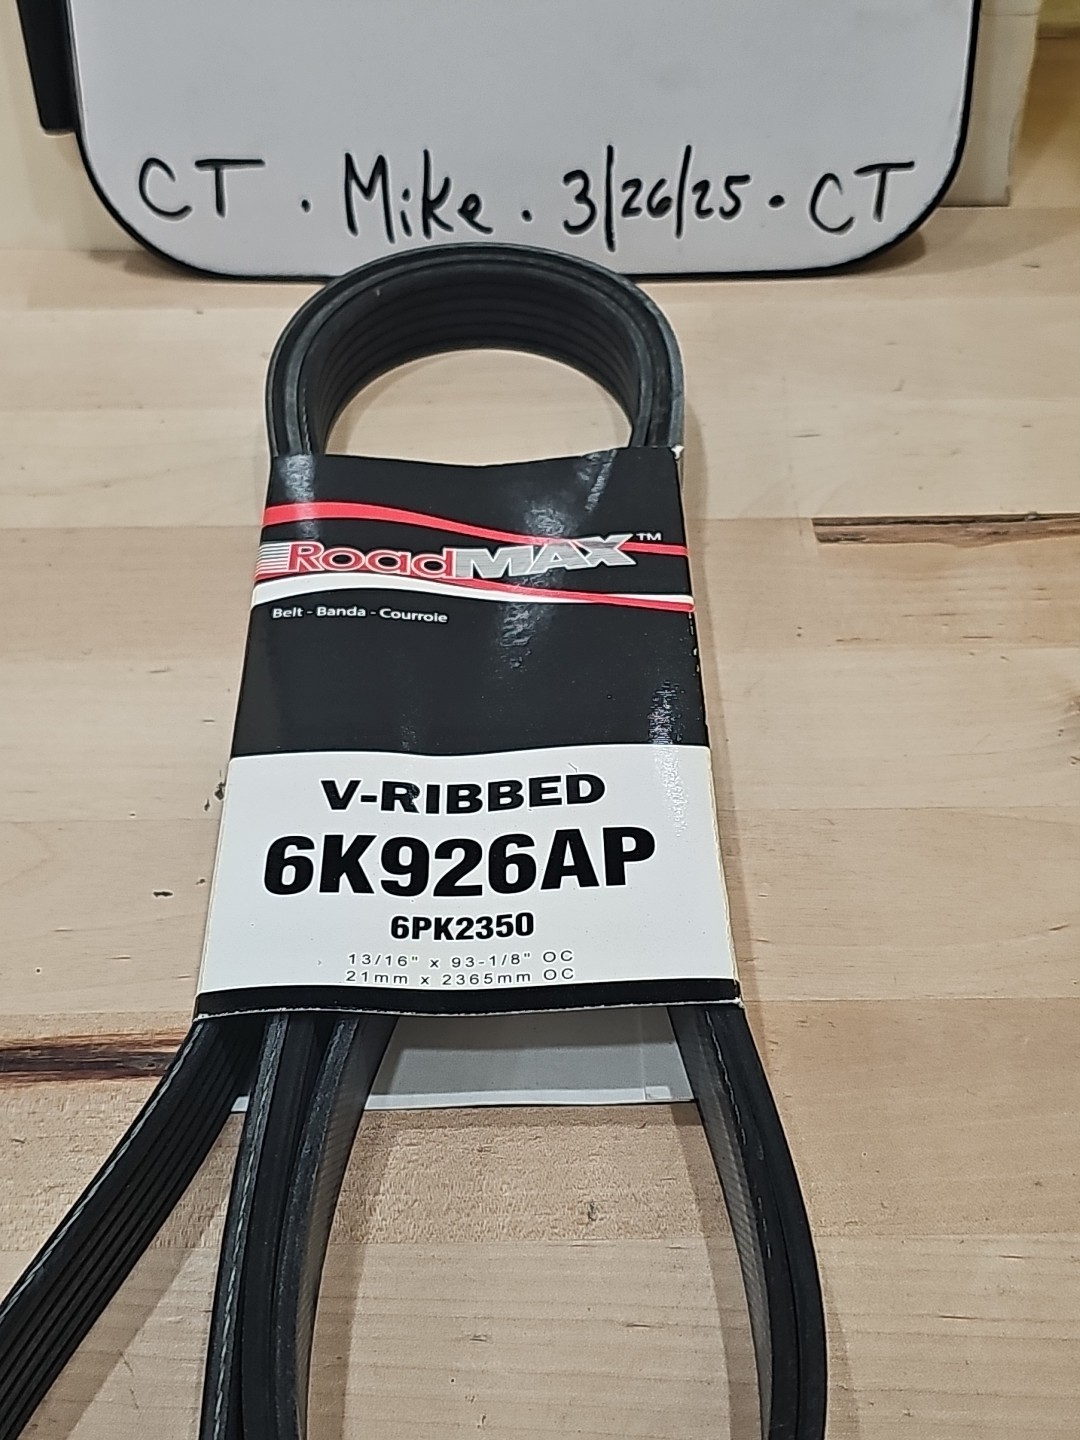 CT . Mike . 3/26/25 . CT
RoadMAX™
Belt - Banda - Courroie
V-RIBBED
6K926AP
6PK2350
13/16" x 93-1/8" OC
21mm x 2365mm OC